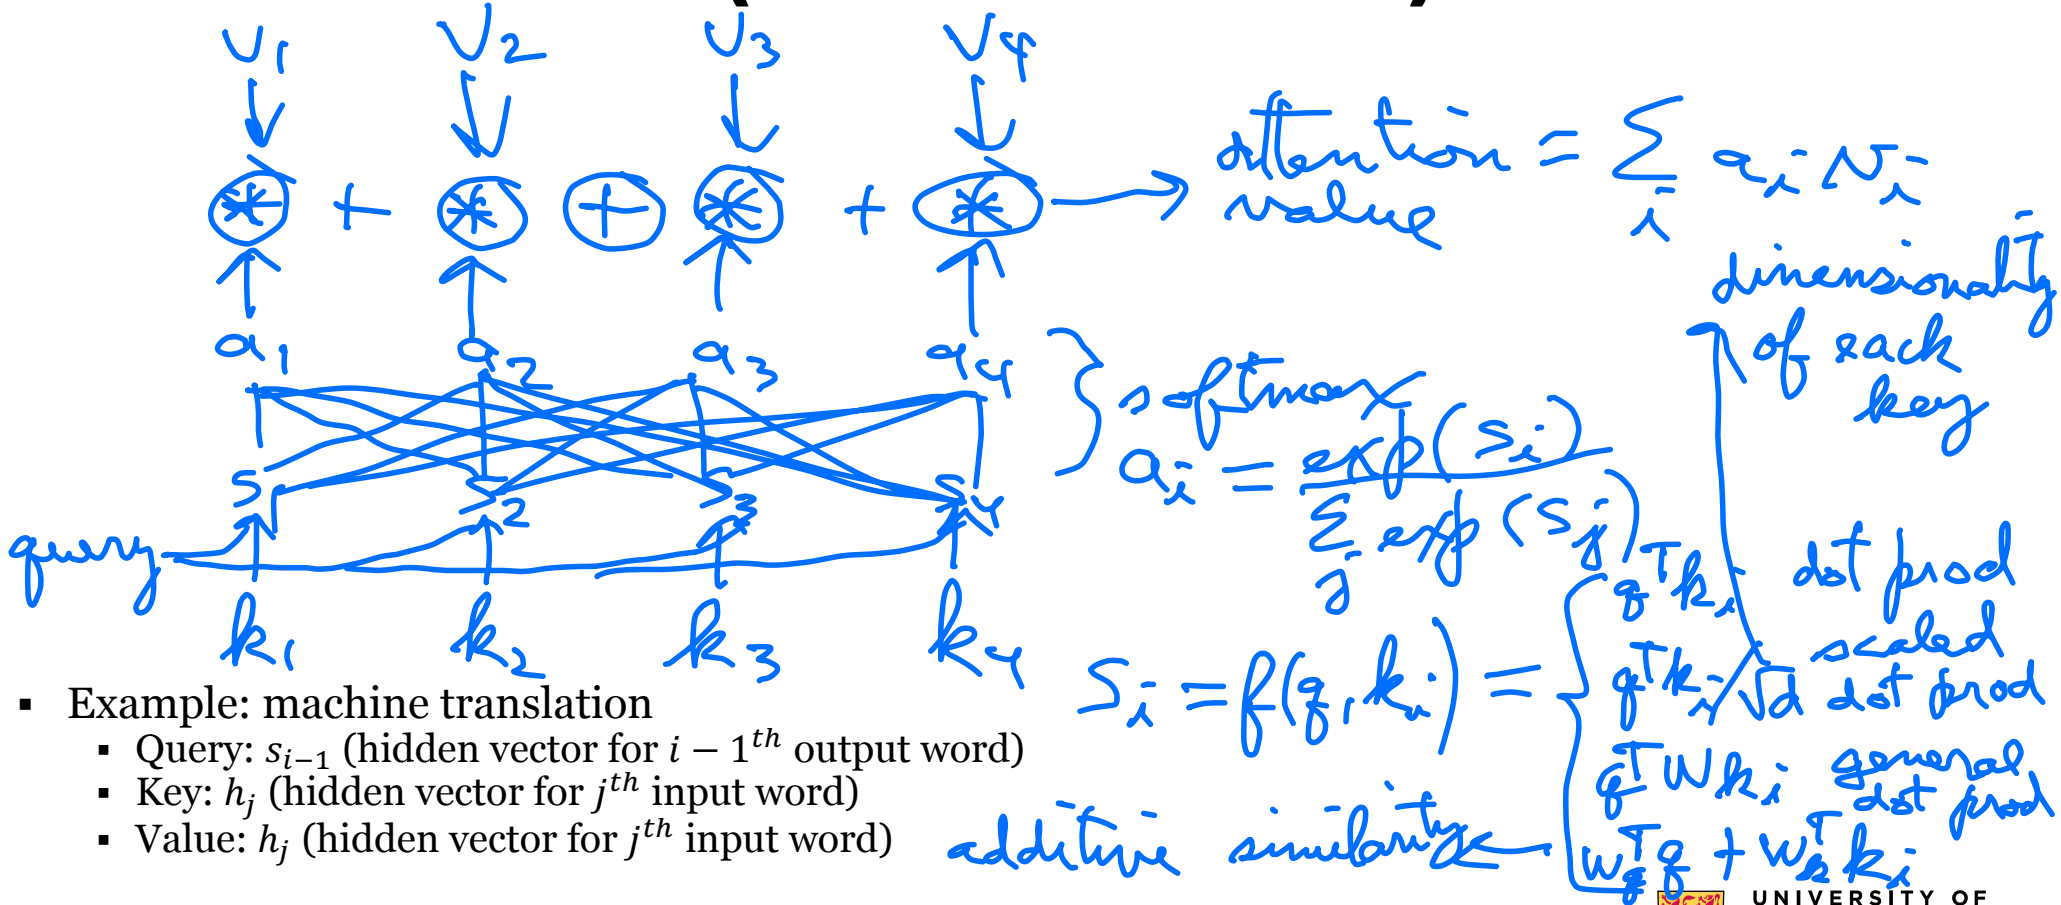 V₁ V₂ V₃ V₄
* + * + * + * → attention value = Σᵢ aᵢ vᵢ
a₁ a₂ a₃ a₄
} softmax
aᵢ = exp(sᵢ) / Σⱼ exp(sⱼ)
dimensionality
of each
key
s₁ s₂ s₃ s₄
query
k₁ k₂ k₃ k₄
sᵢ = f(q, kᵢ) = {
qᵀkᵢ dot prod
qᵀkᵢ/√d scaled dot prod
qᵀWkᵢ general dot prod
w_qᵀq + w_kᵀkᵢ
additive similarity
▪ Example: machine translation
▪ Query: sᵢ₋₁ (hidden vector for i − 1ᵗʰ output word)
▪ Key: hⱼ (hidden vector for jᵗʰ input word)
▪ Value: hⱼ (hidden vector for jᵗʰ input word)
UNIVERSITY OF